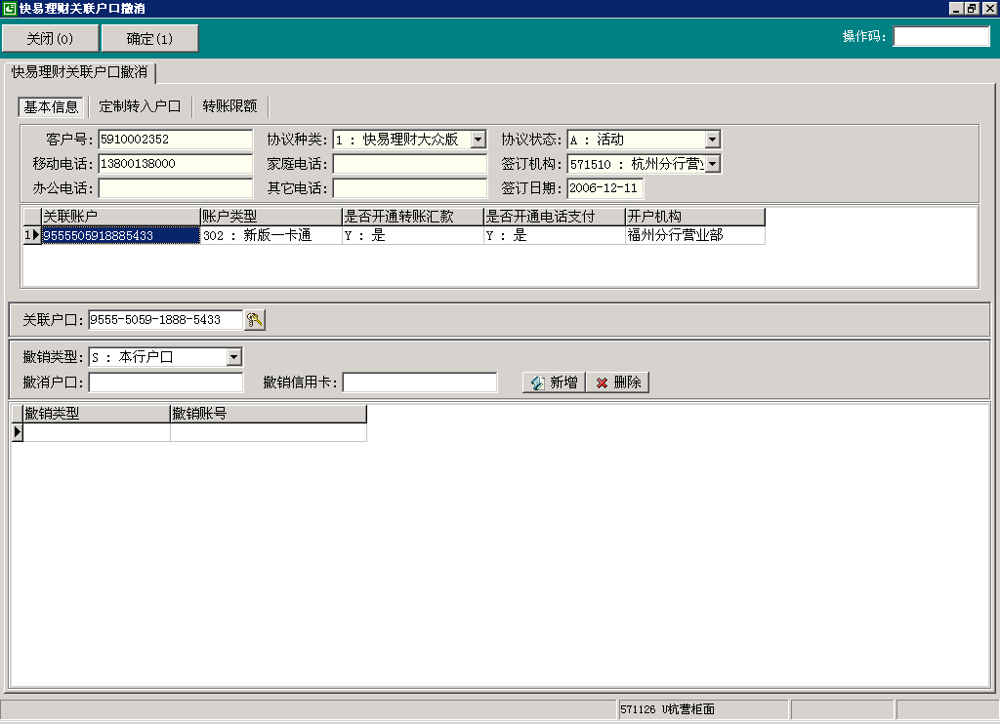 快易理财关联户口撤消
关闭(0) 确定(1) 操作码:
快易理财关联户口撤消
基本信息 定制转入户口 转账限额
客户号: 5910002352 协议种类: 1 : 快易理财大众版 协议状态: A : 活动
移动电话: 13800138000 家庭电话: 签订机构: 571510 : 杭州分行营业
办公电话: 其它电话: 签订日期: 2006-12-11
关联账户 账户类型 是否开通转账汇款 是否开通电话支付 开户机构
1 9555505918885433 302 : 新版一卡通 Y : 是 Y : 是 福州分行营业部
关联户口: 9555-5059-1888-5433
撤销类型: S : 本行户口
撤消户口: 撤销信用卡: 新增 删除
撤销类型 撤销账号
571126 U杭营柜面